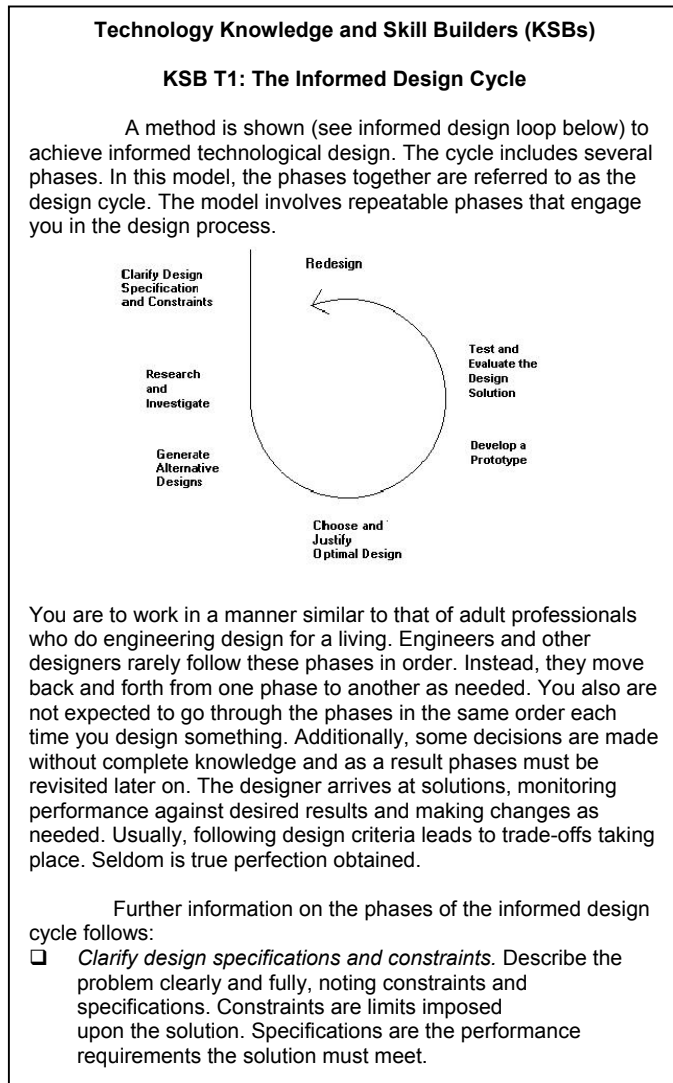 Technology Knowledge and Skill Builders (KSBs)
KSB T1: The Informed Design Cycle
A method is shown (see informed design loop below) to
achieve informed technological design. The cycle includes several
phases. In this model, the phases together are referred to as the
design cycle. The model involves repeatable phases that engage
you in the design process.
Redesign
Clarify Design
Specification
and Constraints
Test and
Evaluate the
Design
Solution
Research
and
Investigate
Develop a
Prototype
Generate
Alternative
Designs
Choose and
Justify
Optimal Design
You are to work in a manner similar to that of adult professionals
who do engineering design for a living. Engineers and other
designers rarely follow these phases in order. Instead, they move
back and forth from one phase to another as needed. You also are
not expected to go through the phases in the same order each
time you design something. Additionally, some decisions are made
without complete knowledge and as a result phases must be
revisited later on. The designer arrives at solutions, monitoring
performance against desired results and making changes as
needed. Usually, following design criteria leads to trade-offs taking
place. Seldom is true perfection obtained.
Further information on the phases of the informed design
cycle follows:
❑ Clarify design specifications and constraints. Describe the
problem clearly and fully, noting constraints and
specifications. Constraints are limits imposed
upon the solution. Specifications are the performance
requirements the solution must meet.